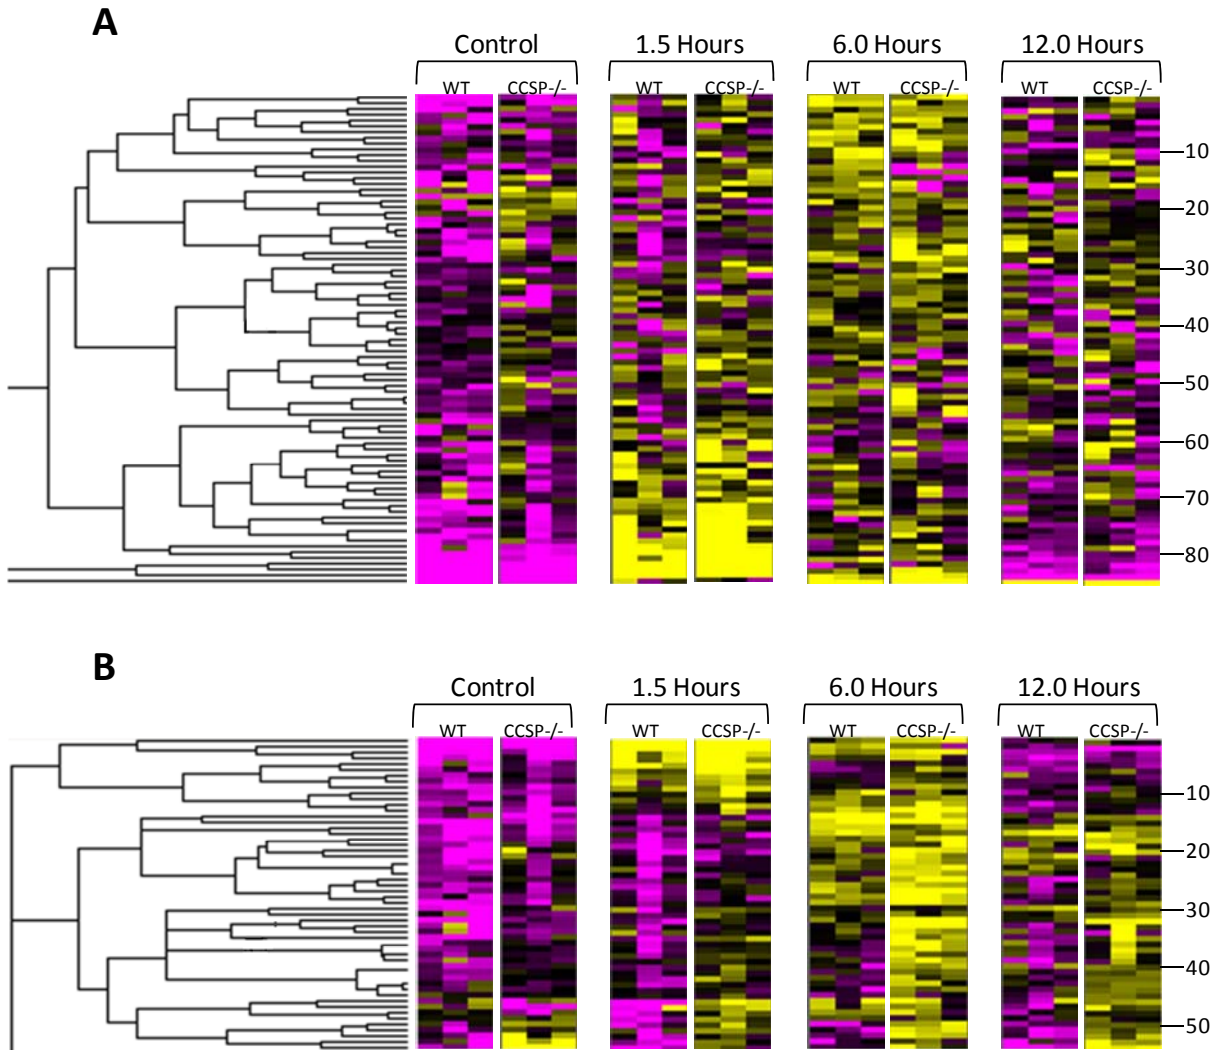 A
Control 1.5 Hours 6.0 Hours 12.0 Hours
WT CCSP-/- WT CCSP-/- WT CCSP-/- WT CCSP-/-
10
20
30
40
50
60
70
80
B
Control 1.5 Hours 6.0 Hours 12.0 Hours
WT CCSP-/- WT CCSP-/- WT CCSP-/- WT CCSP-/-
10
20
30
40
50